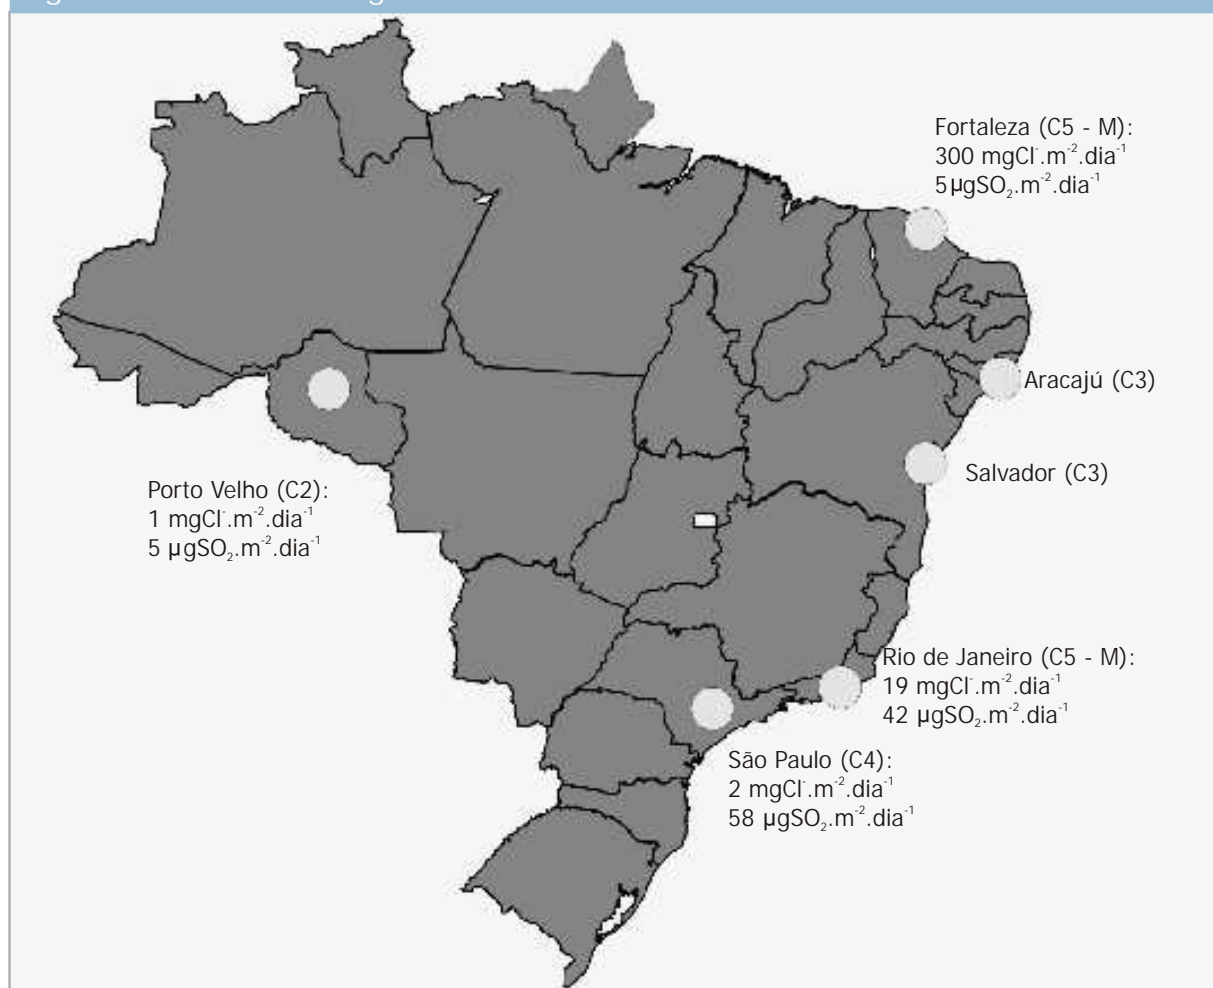 Fortaleza (C5 - M):
300 mgCl⁻.m⁻².dia⁻¹
5µgSO₂.m⁻².dia⁻¹
Aracajú (C3)
Salvador (C3)
Porto Velho (C2):
1 mgCl⁻.m⁻².dia⁻¹
5 µgSO₂.m⁻².dia⁻¹
Rio de Janeiro (C5 - M):
19 mgCl⁻.m⁻².dia⁻¹
42 µgSO₂.m⁻².dia⁻¹
São Paulo (C4):
2 mgCl⁻.m⁻².dia⁻¹
58 µgSO₂.m⁻².dia⁻¹